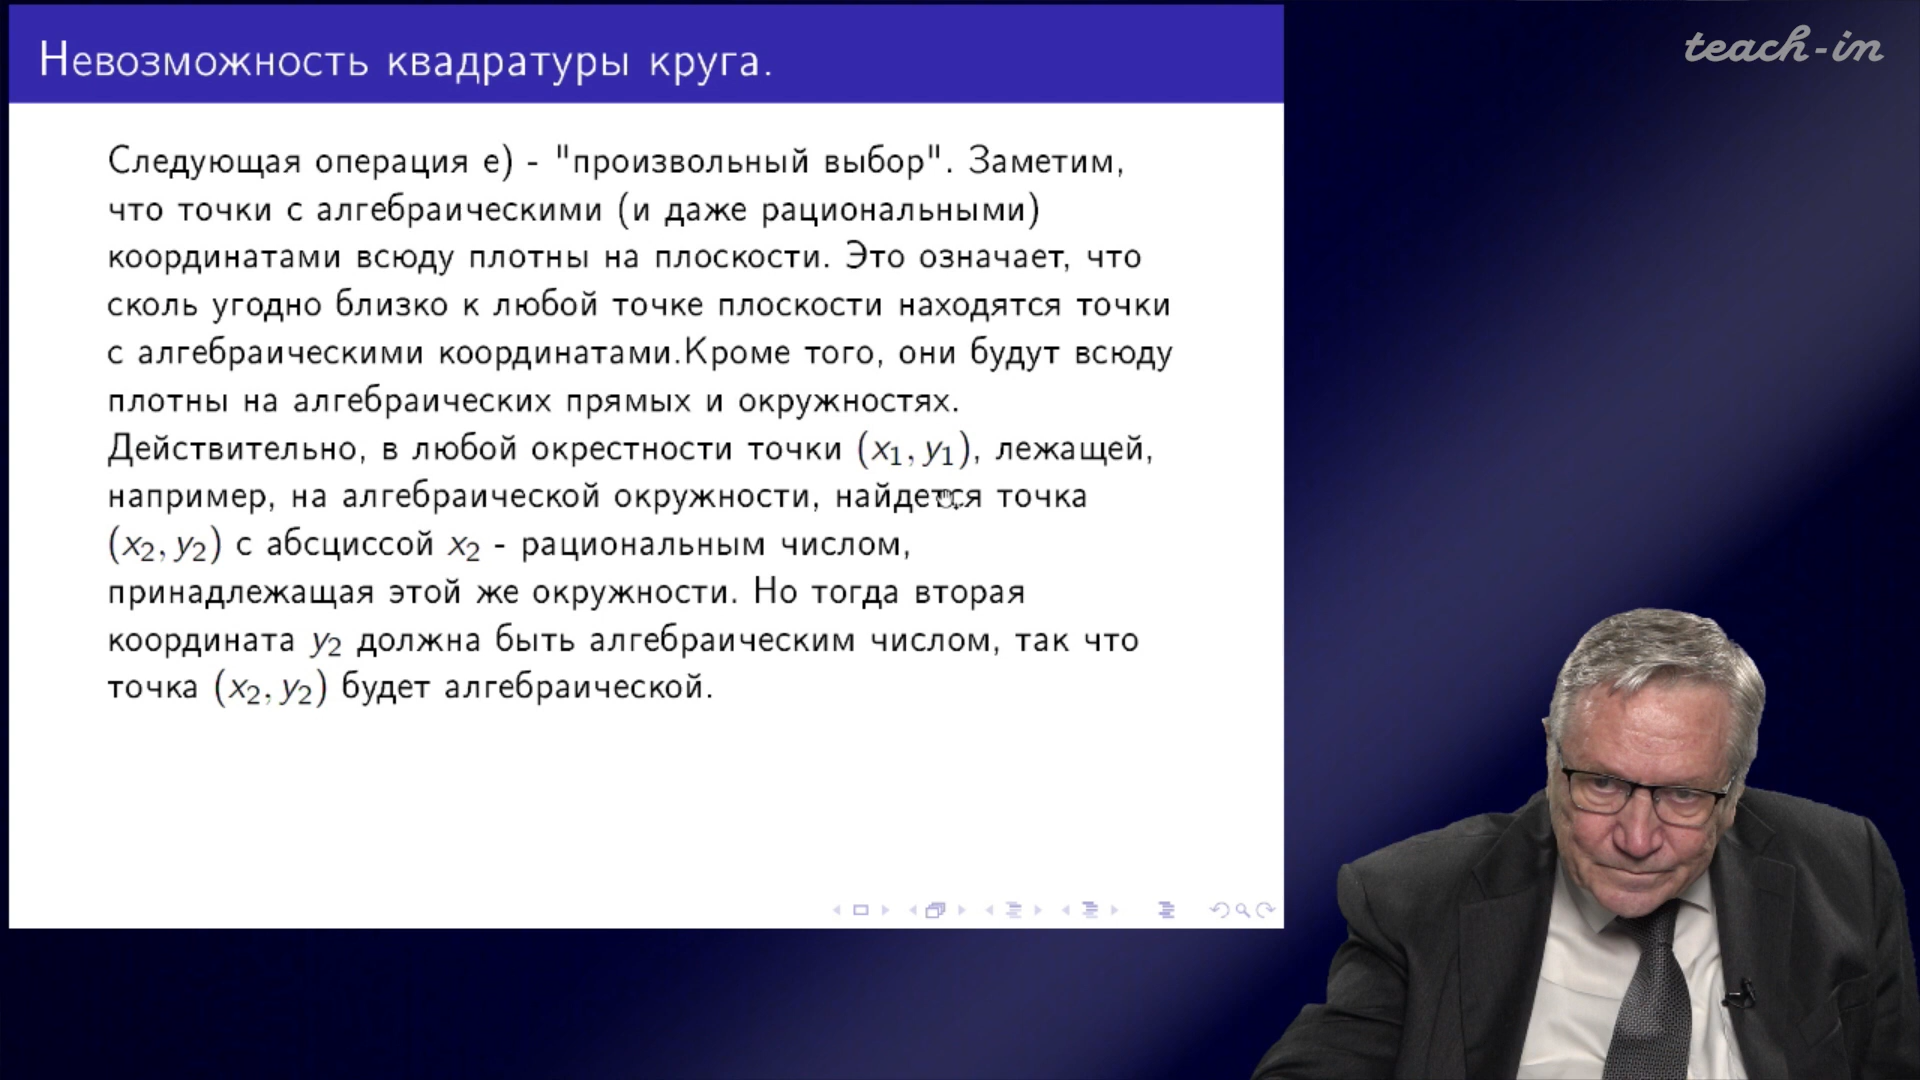 Невозможность квадратуры круга.
teach-in
Следующая операция е) - "произвольный выбор". Заметим,
что точки с алгебраическими (и даже рациональными)
координатами всюду плотны на плоскости. Это означает, что
сколь угодно близко к любой точке плоскости находятся точки
с алгебраическими координатами.Кроме того, они будут всюду
плотны на алгебраических прямых и окружностях.
Действительно, в любой окрестности точки (x₁, y₁), лежащей,
например, на алгебраической окружности, найдется точка
(x₂, y₂) с абсциссой x₂ - рациональным числом,
принадлежащая этой же окружности. Но тогда вторая
координата y₂ должна быть алгебраическим числом, так что
точка (x₂, y₂) будет алгебраической.